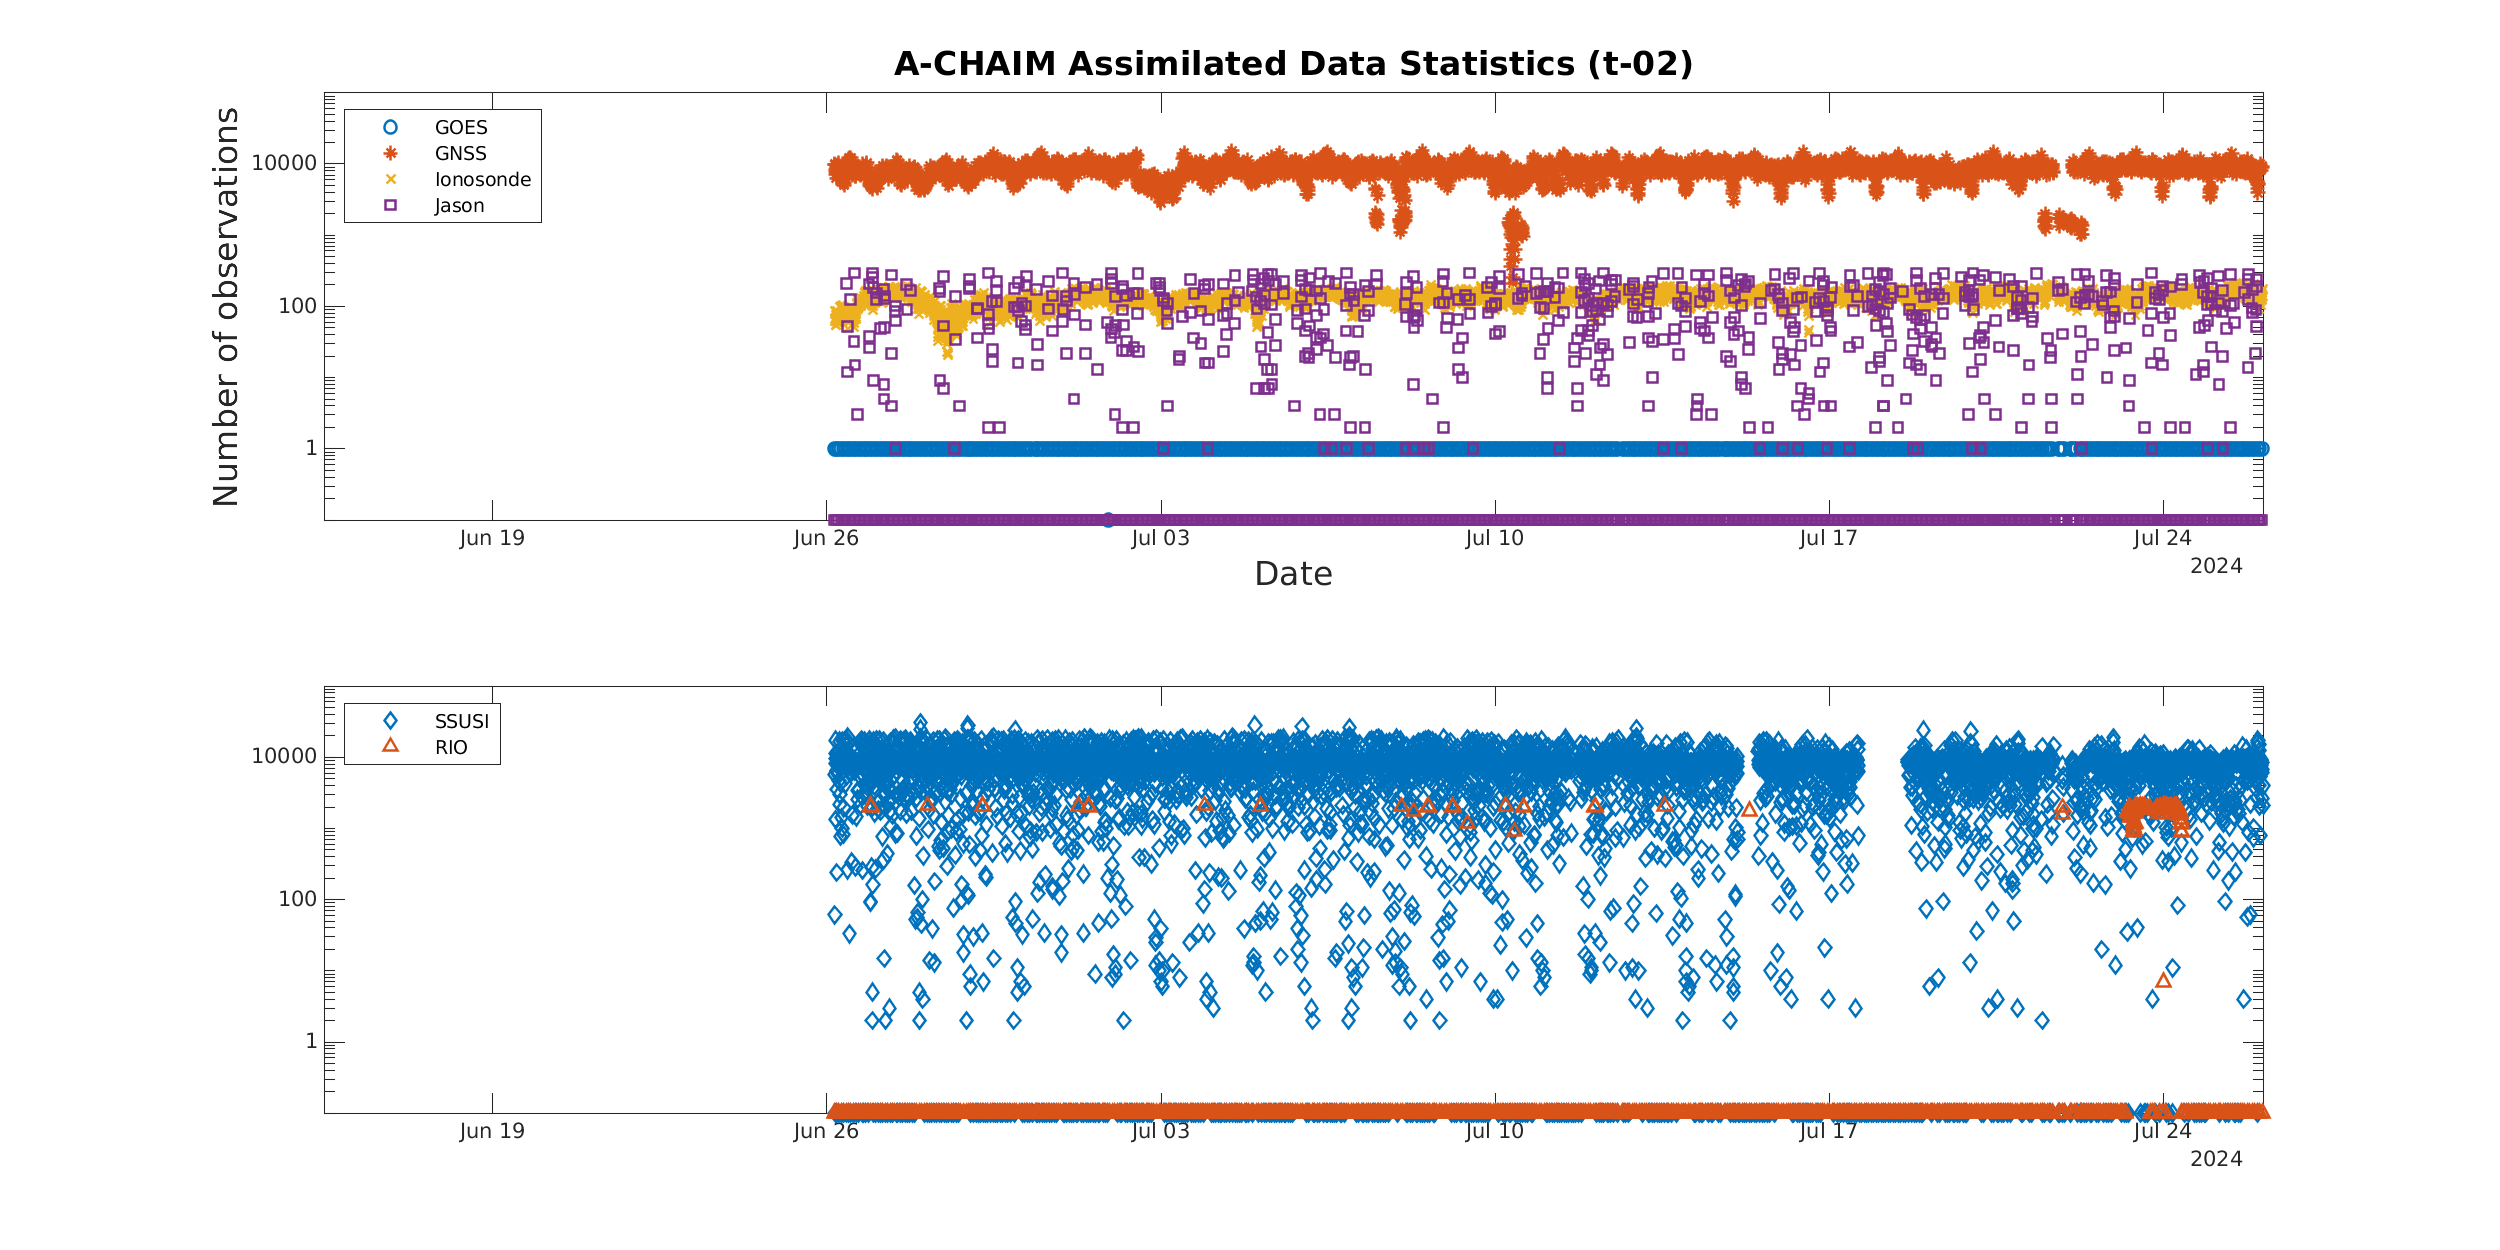 A-CHAIM Assimilated Data Statistics (t-02)
Number of observations
10000
100
1
GOES
GNSS
Ionosonde
Jason
Jun 19
Jun 26
Jul 03
Jul 10
Jul 17
Jul 24
2024
Date
10000
100
1
SSUSI
RIO
Jun 19
Jun 26
Jul 03
Jul 10
Jul 17
Jul 24
2024